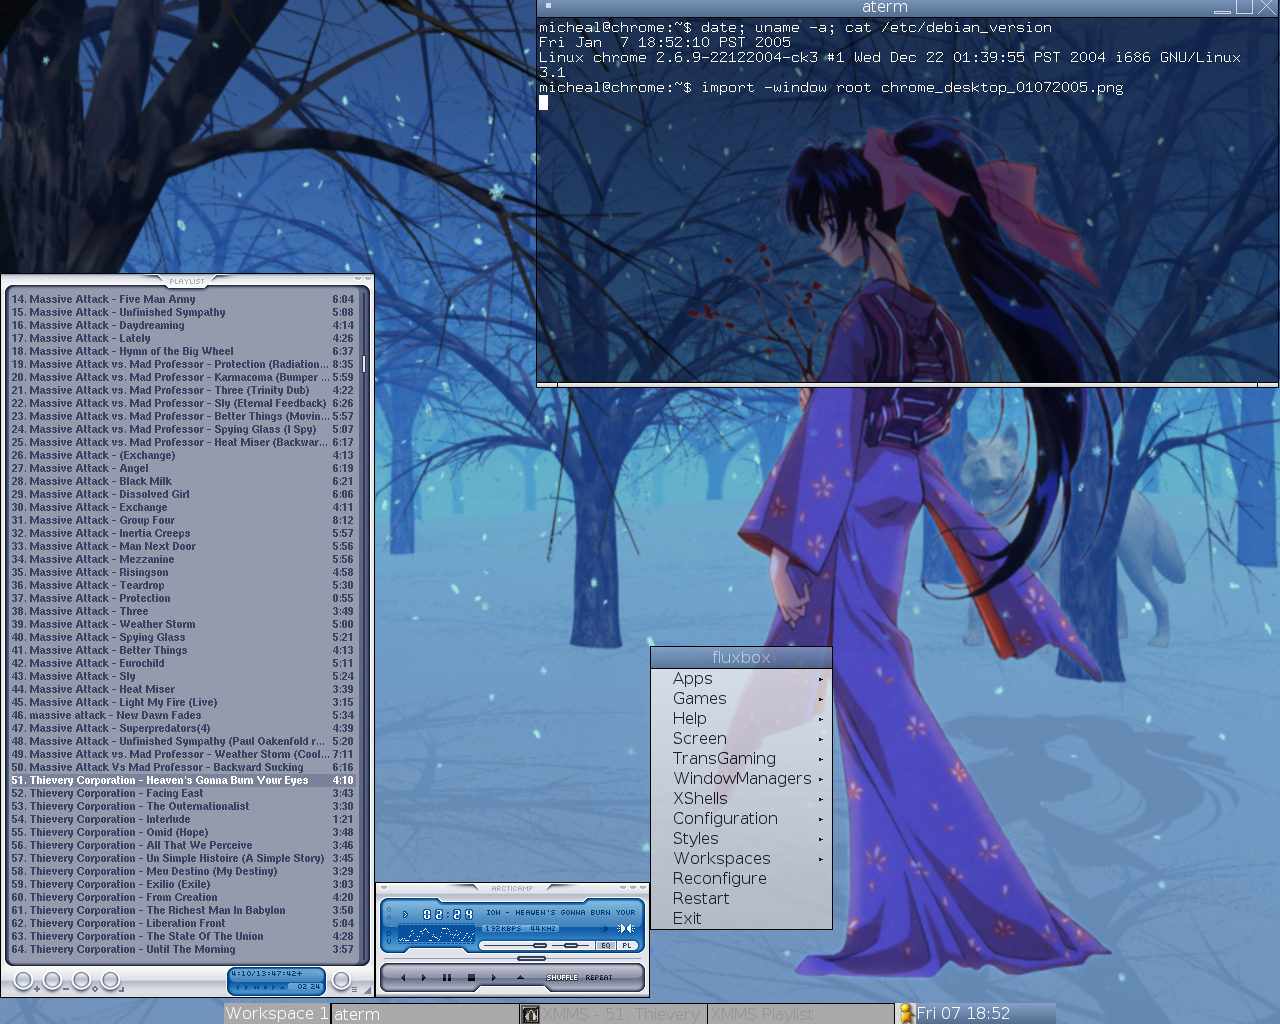 aterm
micheal@chrome:~$ date; uname -a; cat /etc/debian_version
Fri Jan  7 18:52:10 PST 2005
Linux chrome 2.6.9-22122004-ck3 #1 Wed Dec 22 01:39:55 PST 2004 i686 GNU/Linux
3.1
micheal@chrome:~$ import -window root chrome_desktop_01072005.png
PLAYLIST
14. Massive Attack - Five Man Army 6:04
15. Massive Attack - Unfinished Sympathy 5:08
16. Massive Attack - Daydreaming 4:14
17. Massive Attack - Lately 4:26
18. Massive Attack - Hymn of the Big Wheel 6:37
19. Massive Attack vs. Mad Professor - Protection (Radiation... 8:35
20. Massive Attack vs. Mad Professor - Karmacoma (Bumper ... 5:59
21. Massive Attack vs. Mad Professor - Three (Trinity Dub) 4:22
22. Massive Attack vs. Mad Professor - Sly (Eternal Feedback) 6:26
23. Massive Attack vs. Mad Professor - Better Things (Movin... 5:57
24. Massive Attack vs. Mad Professor - Spying Glass (I Spy) 5:07
25. Massive Attack vs. Mad Professor - Heat Miser (Backwar... 6:17
26. Massive Attack - (Exchange) 4:13
27. Massive Attack - Angel 6:19
28. Massive Attack - Black Milk 6:21
29. Massive Attack - Dissolved Girl 6:06
30. Massive Attack - Exchange 4:11
31. Massive Attack - Group Four 8:12
32. Massive Attack - Inertia Creeps 5:57
33. Massive Attack - Man Next Door 5:56
34. Massive Attack - Mezzanine 5:56
35. Massive Attack - Risingson 4:58
36. Massive Attack - Teardrop 5:30
37. Massive Attack - Protection 0:55
38. Massive Attack - Three 3:49
39. Massive Attack - Weather Storm 5:00
40. Massive Attack - Spying Glass 5:21
41. Massive Attack - Better Things 4:13
42. Massive Attack - Eurochild 5:11
43. Massive Attack - Sly 5:24
44. Massive Attack - Heat Miser 3:39
45. Massive Attack - Light My Fire (Live) 3:15
46. massive attack - New Dawn Fades 5:34
47. Massive Attack - Superpredators(4) 4:39
48. Massive Attack - Unfinished Sympathy (Paul Oakenfold r... 5:20
49. Massive Attack vs. Mad Professor - Weather Storm (Cool... 7:11
50. Massive Attack Vs Mad Professor - Backward Sucking 6:16
51. Thievery Corporation - Heaven's Gonna Burn Your Eyes 4:10
52. Thievery Corporation - Facing East 3:43
53. Thievery Corporation - The Outernationalist 3:30
54. Thievery Corporation - Interlude 1:21
55. Thievery Corporation - Omid (Hope) 3:48
56. Thievery Corporation - All That We Perceive 3:46
57. Thievery Corporation - Un Simple Histoire (A Simple Story) 3:45
58. Thievery Corporation - Meu Destino (My Destiny) 3:29
59. Thievery Corporation - Exilio (Exile) 3:03
60. Thievery Corporation - From Creation 4:20
61. Thievery Corporation - The Richest Man In Babylon 3:50
62. Thievery Corporation - Liberation Front 5:04
63. Thievery Corporation - The State Of The Union 4:28
64. Thievery Corporation - Until The Morning 3:57
4:10/13:47:42+
02 24
ARCTICAMP
02:24 ION - HEAVEN'S GONNA BURN YOUR
192KBPS 44KHZ
EQ PL
SHUFFLE REPEAT
fluxbox
Apps
Games
Help
Screen
TransGaming
WindowManagers
XShells
Configuration
Styles
Workspaces
Reconfigure
Restart
Exit
Workspace 1 aterm XMMS - 51. Thievery XMMS Playlist Fri 07 18:52